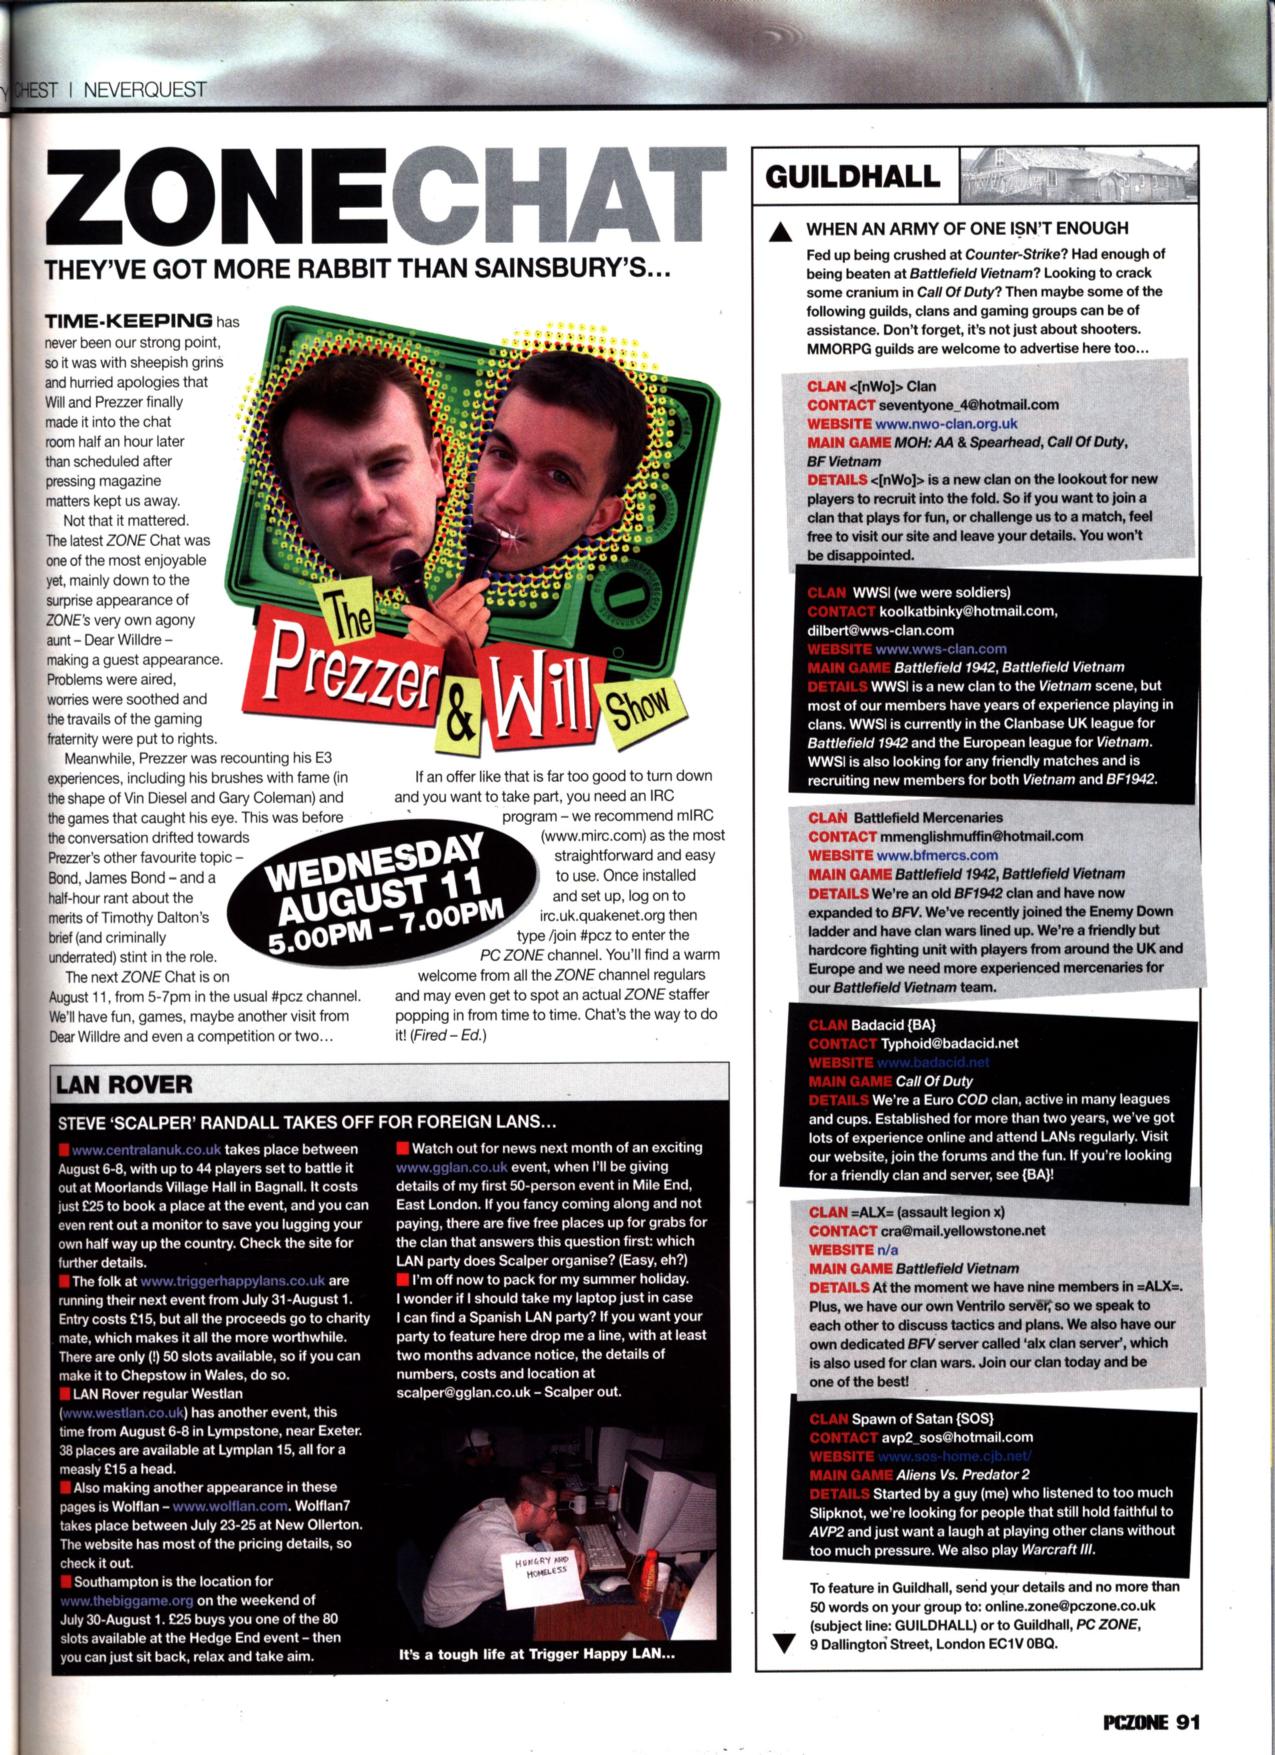 CHEST | NEVERQUEST
ZONECHAT
THEY'VE GOT MORE RABBIT THAN SAINSBURY'S...
TIME-KEEPING has
never been our strong point,
so it was with sheepish grins
and hurried apologies that
Will and Prezzer finally
made it into the chat
room half an hour later
than scheduled after
pressing magazine
matters kept us away.
Not that it mattered.
The latest ZONE Chat was
one of the most enjoyable
yet, mainly down to the
surprise appearance of
ZONE's very own agony
aunt – Dear Willdre –
making a guest appearance.
Problems were aired,
worries were soothed and
the travails of the gaming
fraternity were put to rights.
Meanwhile, Prezzer was recounting his E3
experiences, including his brushes with fame (in
the shape of Vin Diesel and Gary Coleman) and
the games that caught his eye. This was before
the conversation drifted towards
Prezzer's other favourite topic –
Bond, James Bond – and a
half-hour rant about the
merits of Timothy Dalton's
brief (and criminally
underrated) stint in the role.
The next ZONE Chat is on
August 11, from 5-7pm in the usual #pcz channel.
We'll have fun, games, maybe another visit from
Dear Willdre and even a competition or two...
The
Prezzer
& Will
Show
WEDNESDAY
AUGUST 11
5.00PM – 7.00PM
If an offer like that is far too good to turn down
and you want to take part, you need an IRC
program – we recommend mIRC
(www.mirc.com) as the most
straightforward and easy
to use. Once installed
and set up, log on to
irc.uk.quakenet.org then
type /join #pcz to enter the
PC ZONE channel. You'll find a warm
welcome from all the ZONE channel regulars
and may even get to spot an actual ZONE staffer
popping in from time to time. Chat's the way to do
it! (Fired – Ed.)
LAN ROVER
STEVE 'SCALPER' RANDALL TAKES OFF FOR FOREIGN LANS...
www.centralanuk.co.uk takes place between
August 6-8, with up to 44 players set to battle it
out at Moorlands Village Hall in Bagnall. It costs
just £25 to book a place at the event, and you can
even rent out a monitor to save you lugging your
own half way up the country. Check the site for
further details.
The folk at www.triggerhappylans.co.uk are
running their next event from July 31-August 1.
Entry costs £15, but all the proceeds go to charity
mate, which makes it all the more worthwhile.
There are only (!) 50 slots available, so if you can
make it to Chepstow in Wales, do so.
LAN Rover regular Westlan
(www.westlan.co.uk) has another event, this
time from August 6-8 in Lympstone, near Exeter.
38 places are available at Lymplan 15, all for a
measly £15 a head.
Also making another appearance in these
pages is Wolflan – www.wolflan.com. Wolflan7
takes place between July 23-25 at New Ollerton.
The website has most of the pricing details, so
check it out.
Southampton is the location for
www.thebiggame.org on the weekend of
July 30-August 1. £25 buys you one of the 80
slots available at the Hedge End event – then
you can just sit back, relax and take aim.
Watch out for news next month of an exciting
www.gglan.co.uk event, when I'll be giving
details of my first 50-person event in Mile End,
East London. If you fancy coming along and not
paying, there are five free places up for grabs for
the clan that answers this question first: which
LAN party does Scalper organise? (Easy, eh?)
I'm off now to pack for my summer holiday.
I wonder if I should take my laptop just in case
I can find a Spanish LAN party? If you want your
party to feature here drop me a line, with at least
two months advance notice, the details of
numbers, costs and location at
scalper@gglan.co.uk – Scalper out.
HUNGRY AND
HOMELESS
It's a tough life at Trigger Happy LAN...
GUILDHALL
WHEN AN ARMY OF ONE ISN'T ENOUGH
Fed up being crushed at Counter-Strike? Had enough of
being beaten at Battlefield Vietnam? Looking to crack
some cranium in Call Of Duty? Then maybe some of the
following guilds, clans and gaming groups can be of
assistance. Don't forget, it's not just about shooters.
MMORPG guilds are welcome to advertise here too...
CLAN <[nWo]> Clan
CONTACT seventyone_4@hotmail.com
WEBSITE www.nwo-clan.org.uk
MAIN GAME MOH: AA & Spearhead, Call Of Duty,
BF Vietnam
DETAILS <[nWo]> is a new clan on the lookout for new
players to recruit into the fold. So if you want to join a
clan that plays for fun, or challenge us to a match, feel
free to visit our site and leave your details. You won't
be disappointed.
CLAN WWS| (we were soldiers)
CONTACT koolkatbinky@hotmail.com,
dilbert@wws-clan.com
WEBSITE www.wws-clan.com
MAIN GAME Battlefield 1942, Battlefield Vietnam
DETAILS WWS| is a new clan to the Vietnam scene, but
most of our members have years of experience playing in
clans. WWS| is currently in the Clanbase UK league for
Battlefield 1942 and the European league for Vietnam.
WWS| is also looking for any friendly matches and is
recruiting new members for both Vietnam and BF1942.
CLAN Battlefield Mercenaries
CONTACT mmenglishmuffin@hotmail.com
WEBSITE www.bfmercs.com
MAIN GAME Battlefield 1942, Battlefield Vietnam
DETAILS We're an old BF1942 clan and have now
expanded to BFV. We've recently joined the Enemy Down
ladder and have clan wars lined up. We're a friendly but
hardcore fighting unit with players from around the UK and
Europe and we need more experienced mercenaries for
our Battlefield Vietnam team.
CLAN Badacid {BA}
CONTACT Typhoid@badacid.net
WEBSITE www.badacid.net
MAIN GAME Call Of Duty
DETAILS We're a Euro COD clan, active in many leagues
and cups. Established for more than two years, we've got
lots of experience online and attend LANs regularly. Visit
our website, join the forums and the fun. If you're looking
for a friendly clan and server, see {BA}!
CLAN =ALX= (assault legion x)
CONTACT cra@mail.yellowstone.net
WEBSITE n/a
MAIN GAME Battlefield Vietnam
DETAILS At the moment we have nine members in =ALX=.
Plus, we have our own Ventrilo server, so we speak to
each other to discuss tactics and plans. We also have our
own dedicated BFV server called 'alx clan server', which
is also used for clan wars. Join our clan today and be
one of the best!
CLAN Spawn of Satan {SOS}
CONTACT avp2_sos@hotmail.com
WEBSITE www.sos-home.cjb.net/
MAIN GAME Aliens Vs. Predator 2
DETAILS Started by a guy (me) who listened to too much
Slipknot, we're looking for people that still hold faithful to
AVP2 and just want a laugh at playing other clans without
too much pressure. We also play Warcraft III.
To feature in Guildhall, send your details and no more than
50 words on your group to: online.zone@pczone.co.uk
(subject line: GUILDHALL) or to Guildhall, PC ZONE,
9 Dallington Street, London EC1V 0BQ.
PCZONE 91